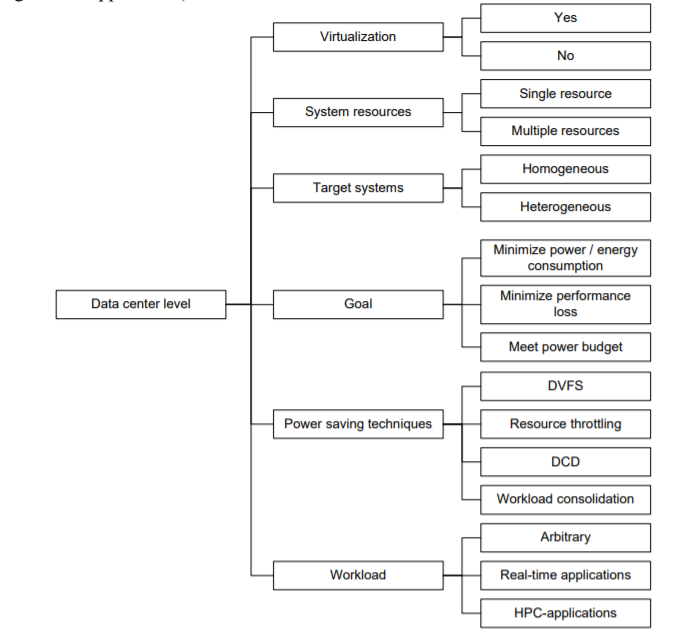 Virtualization
Yes
No
System resources
Single resource
Multiple resources
Target systems
Homogeneous
Heterogeneous
Data center level
Goal
Minimize power / energy
consumption
Minimize performance
loss
Meet power budget
Power saving techniques
DVFS
Resource throttling
DCD
Workload consolidation
Workload
Arbitrary
Real-time applications
HPC-applications